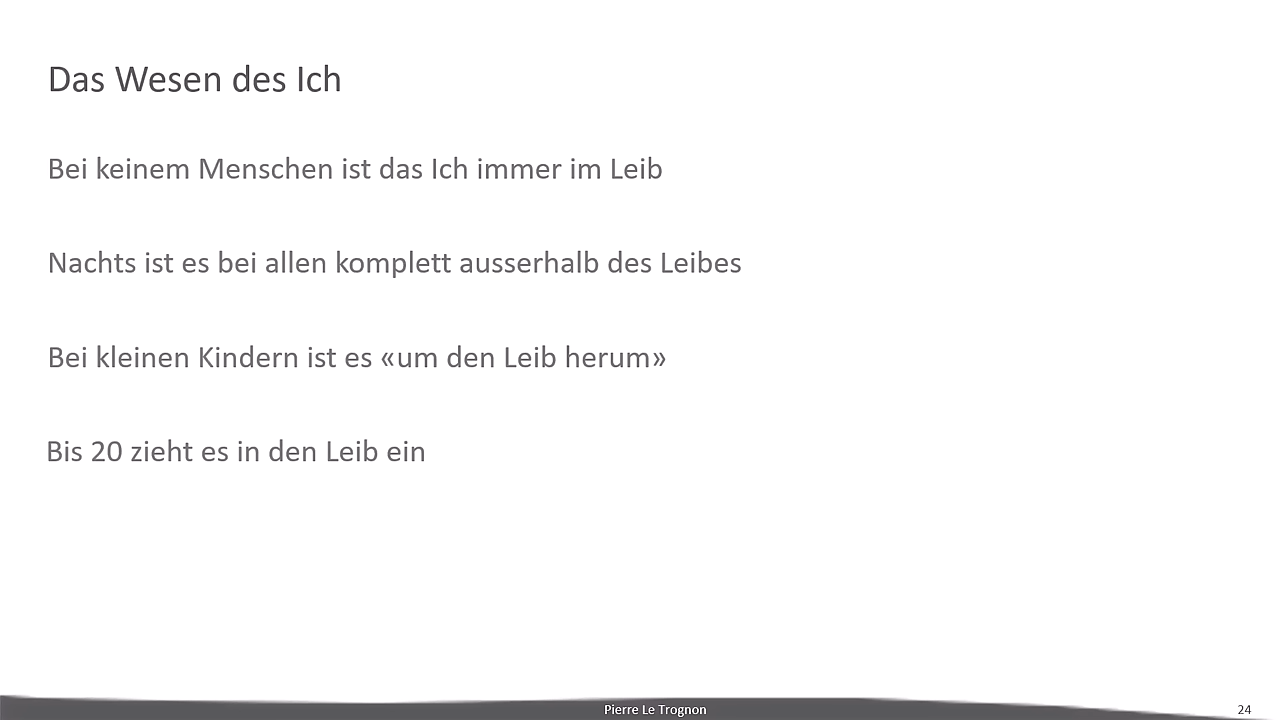 Das Wesen des Ich
Bei keinem Menschen ist das Ich immer im Leib
Nachts ist es bei allen komplett ausserhalb des Leibes
Bei kleinen Kindern ist es «um den Leib herum»
Bis 20 zieht es in den Leib ein
Pierre Le Trognon
24